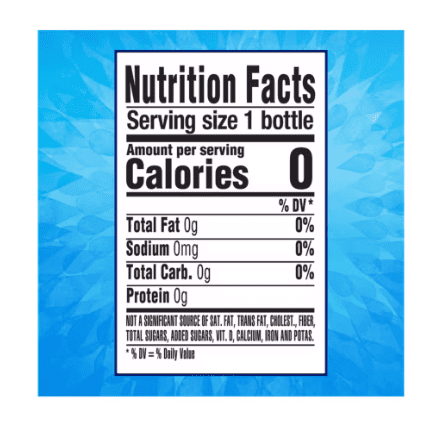 Nutrition Facts
Serving size 1 bottle
Amount per serving
Calories 0
% DV*
Total Fat 0g 0%
Sodium 0mg 0%
Total Carb. 0g 0%
Protein 0g
NOT A SIGNIFICANT SOURCE OF SAT. FAT, TRANS FAT, CHOLEST., FIBER,
TOTAL SUGARS, ADDED SUGARS, VIT. D, CALCIUM, IRON AND POTAS.
* % DV = % Daily Value